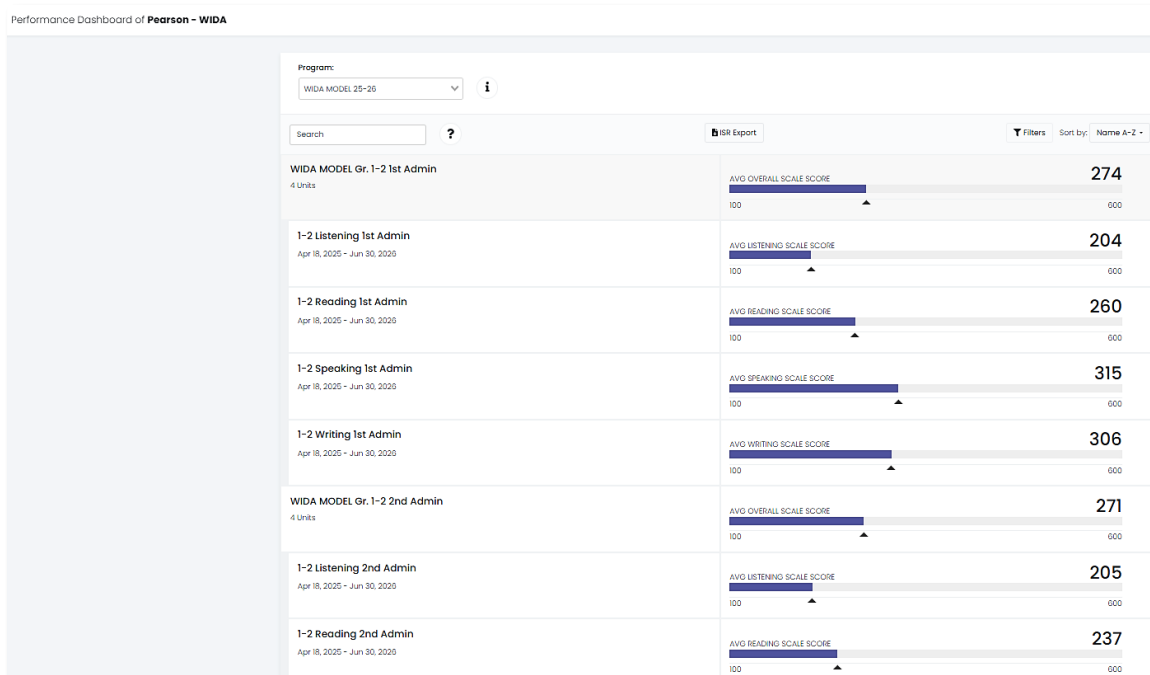 Performance Dashboard of Pearson - WIDA
Program:
WIDA MODEL 25-26
i
Search
?
ISR Export
Filters
Sort by:
Name A-Z
WIDA MODEL Gr. 1-2 1st Admin
4 Units
AVG OVERALL SCALE SCORE
274
100
600
1-2 Listening 1st Admin
Apr 18, 2025 - Jun 30, 2026
AVG LISTENING SCALE SCORE
204
100
600
1-2 Reading 1st Admin
Apr 18, 2025 - Jun 30, 2026
AVG READING SCALE SCORE
260
100
600
1-2 Speaking 1st Admin
Apr 18, 2025 - Jun 30, 2026
AVG SPEAKING SCALE SCORE
315
100
600
1-2 Writing 1st Admin
Apr 18, 2025 - Jun 30, 2026
AVG WRITING SCALE SCORE
306
100
600
WIDA MODEL Gr. 1-2 2nd Admin
4 Units
AVG OVERALL SCALE SCORE
271
100
600
1-2 Listening 2nd Admin
Apr 18, 2025 - Jun 30, 2026
AVG LISTENING SCALE SCORE
205
100
600
1-2 Reading 2nd Admin
Apr 18, 2025 - Jun 30, 2026
AVG READING SCALE SCORE
237
100
600